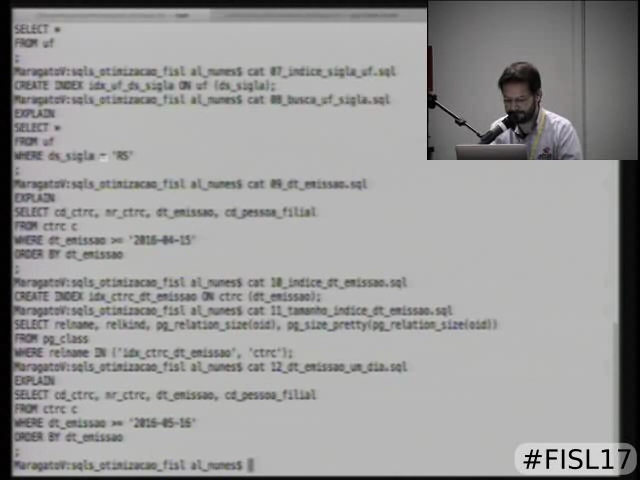 SELECT *
FROM uf
;
MaragatoV:sqls_otimizacao_fisl al_nunes$ cat 07_indice_sigla_uf.sql
CREATE INDEX idx_uf_ds_sigla ON uf (ds_sigla);
MaragatoV:sqls_otimizacao_fisl al_nunes$ cat 08_busca_uf_sigla.sql
EXPLAIN
SELECT *
FROM uf
WHERE ds_sigla = 'RS'
;
MaragatoV:sqls_otimizacao_fisl al_nunes$ cat 09_dt_emissao.sql
EXPLAIN
SELECT cd_ctrc, nr_ctrc, dt_emissao, cd_pessoa_filial
FROM ctrc c
WHERE dt_emissao >= '2016-04-15'
ORDER BY dt_emissao
;
MaragatoV:sqls_otimizacao_fisl al_nunes$ cat 10_indice_dt_emissao.sql
CREATE INDEX idx_ctrc_dt_emissao ON ctrc (dt_emissao);
MaragatoV:sqls_otimizacao_fisl al_nunes$ cat 11_tamanho_indice_dt_emissao.sql
SELECT relname, relkind, pg_relation_size(oid), pg_size_pretty(pg_relation_size(oid))
FROM pg_class
WHERE relname IN ('idx_ctrc_dt_emissao', 'ctrc');
MaragatoV:sqls_otimizacao_fisl al_nunes$ cat 12_dt_emissao_um_dia.sql
EXPLAIN
SELECT cd_ctrc, nr_ctrc, dt_emissao, cd_pessoa_filial
FROM ctrc c
WHERE dt_emissao >= '2016-05-16'
ORDER BY dt_emissao
;
MaragatoV:sqls_otimizacao_fisl al_nunes$
#FISL17